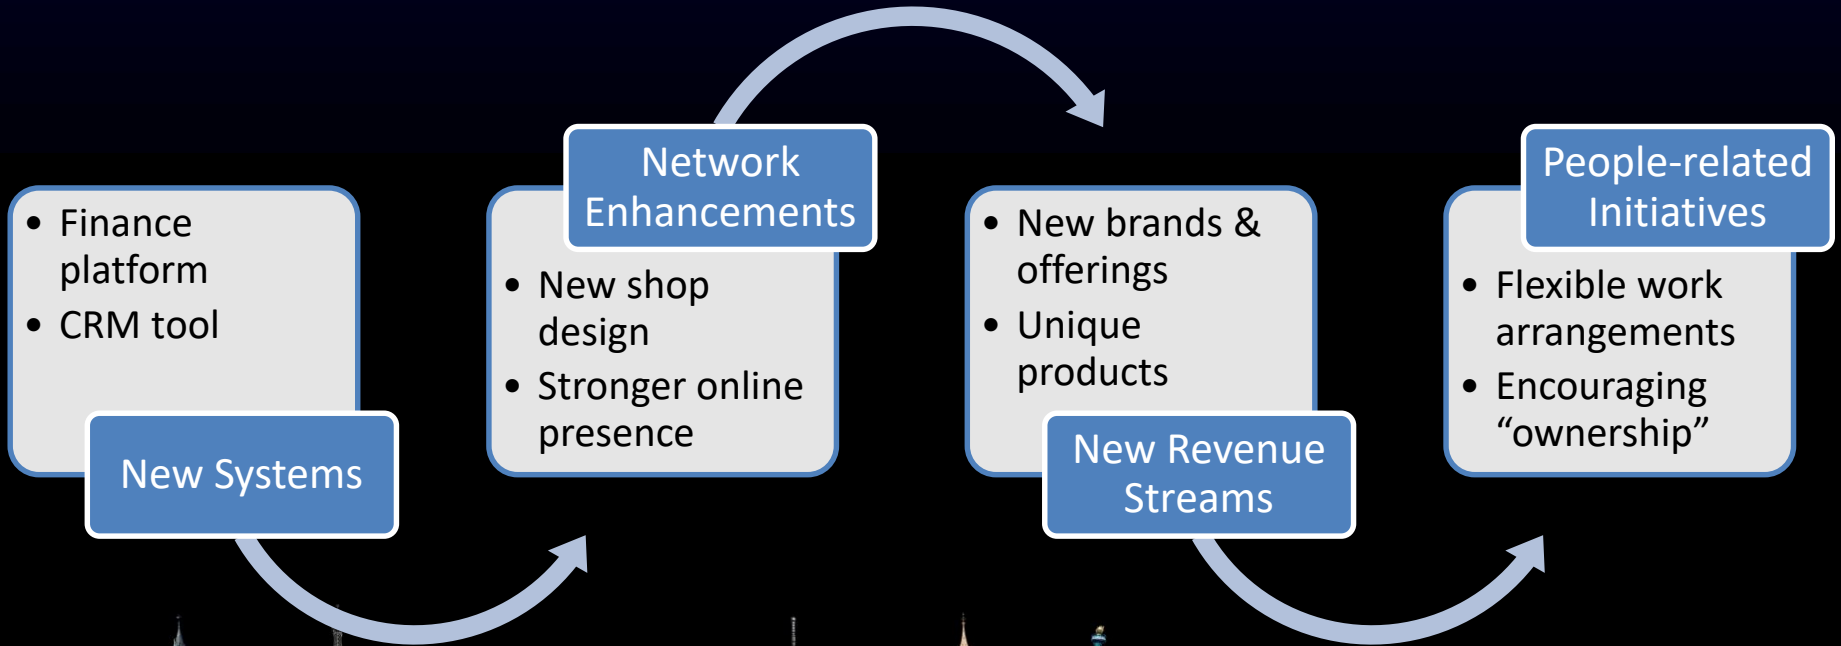 • Finance
platform
• CRM tool
New Systems
Network
Enhancements
• New shop
design
• Stronger online
presence
• New brands &
offerings
• Unique
products
New Revenue
Streams
People-related
Initiatives
• Flexible work
arrangements
• Encouraging
“ownership”